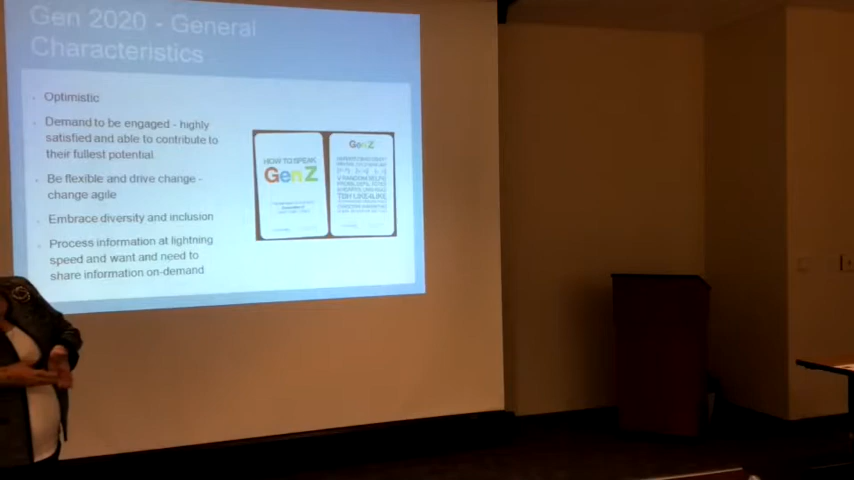 Gen 2020 - General
Characteristics
Optimistic
Demand to be engaged - highly
satisfied and able to contribute to
their fullest potential.
Be flexible and drive change -
change agile
Embrace diversity and inclusion
Process information at lightning
speed and want and need to
share information on-demand
HOW TO SPEAK
GenZ
GenZ